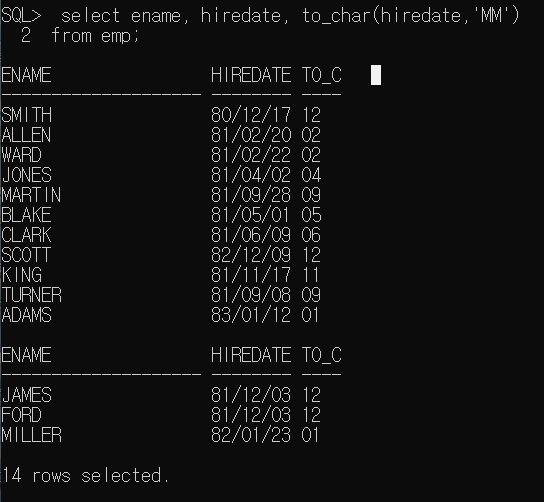 SQL>  select ename, hiredate, to_char(hiredate,'MM')
  2  from emp;
ENAME                HIREDATE TO_C
-------------------- -------- ----
SMITH                80/12/17 12
ALLEN                81/02/20 02
WARD                 81/02/22 02
JONES                81/04/02 04
MARTIN               81/09/28 09
BLAKE                81/05/01 05
CLARK                81/06/09 06
SCOTT                82/12/09 12
KING                 81/11/17 11
TURNER               81/09/08 09
ADAMS                83/01/12 01
ENAME                HIREDATE TO_C
-------------------- -------- ----
JAMES                81/12/03 12
FORD                 81/12/03 12
MILLER               82/01/23 01
14 rows selected.